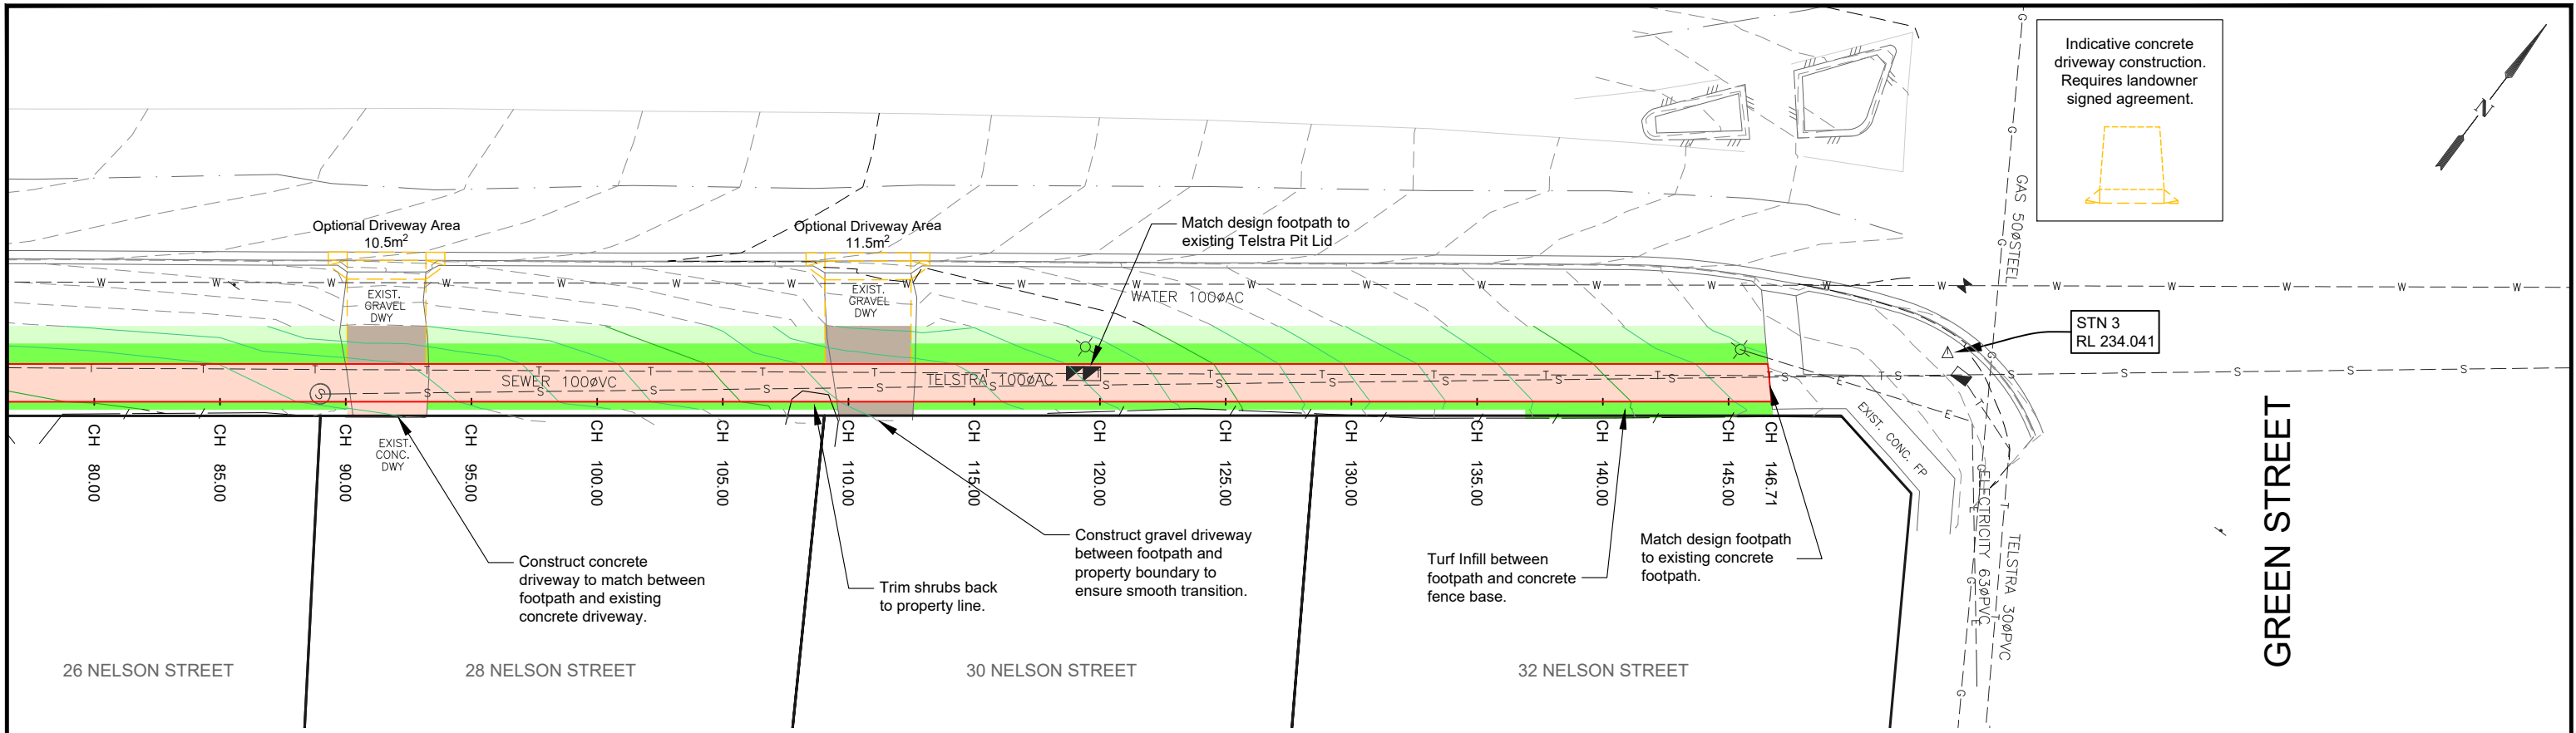 Indicative concrete
driveway construction.
Requires landowner
signed agreement.
N
Optional Driveway Area
10.5m²
Optional Driveway Area
11.5m²
Match design footpath to
existing Telstra Pit Lid
GAS 50øSTEEL
EXIST.
GRAVEL
DWY
EXIST.
GRAVEL
DWY
WATER 100øAC
STN 3
RL 234.041
SEWER 100øVC
TELSTRA 100øAC
EXIST.
CONC.
DWY
EXIST. CONC. FP
CH 80.00
CH 85.00
CH 90.00
CH 95.00
CH 100.00
CH 105.00
CH 110.00
CH 115.00
CH 120.00
CH 125.00
CH 130.00
CH 135.00
CH 140.00
CH 145.00
CH 146.71
Construct concrete
driveway to match between
footpath and existing
concrete driveway.
Trim shrubs back
to property line.
Construct gravel driveway
between footpath and
property boundary to
ensure smooth transition.
Turf Infill between
footpath and concrete
fence base.
Match design footpath
to existing concrete
footpath.
ELECTRICITY 63øPVC
TELSTRA 30øPVC
GREEN STREET
26 NELSON STREET
28 NELSON STREET
30 NELSON STREET
32 NELSON STREET